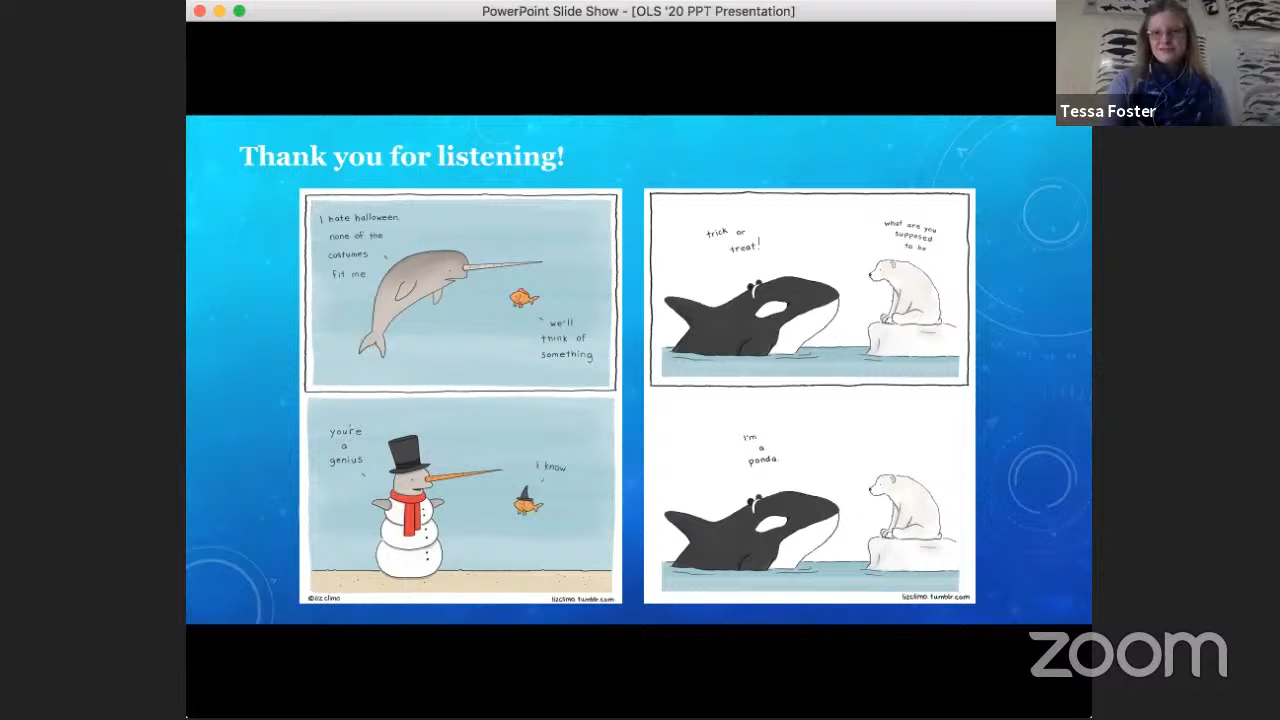 PowerPoint Slide Show - [OLS '20 PPT Presentation]
Tessa Foster
Thank you for listening!
I hate halloween.
none of the
costumes
fit me
we'll
think of
something
you're
a
genius
I know
©liz climo
lizclimo.tumblr.com
trick or
treat!
what are you
supposed
to be
I'm
a
panda.
lizclimo.tumblr.com
zoom